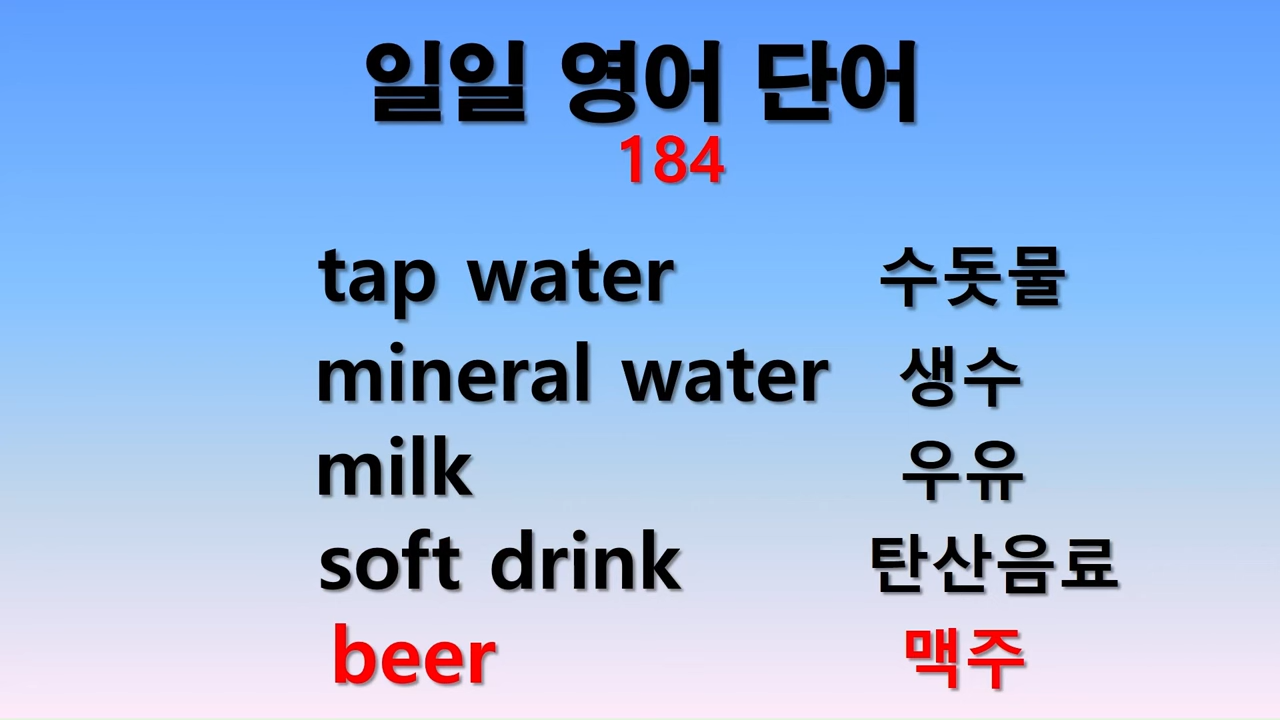 일일 영어 단어
184
tap water 수돗물
mineral water 생수
milk 우유
soft drink 탄산음료
beer 맥주